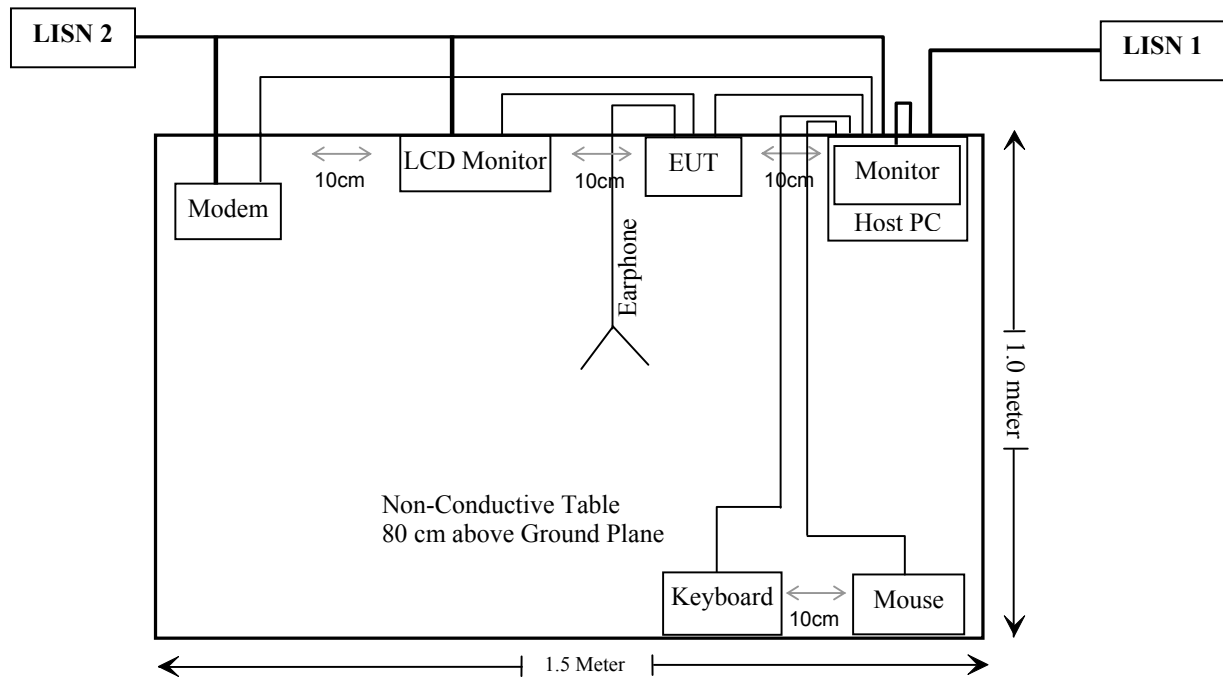 LISN 2
LISN 1
LCD Monitor
EUT
Monitor
Host PC
Modem
10cm
10cm
10cm
Earphone
1.0 meter
Non-Conductive Table
80 cm above Ground Plane
Keyboard
10cm
Mouse
1.5 Meter